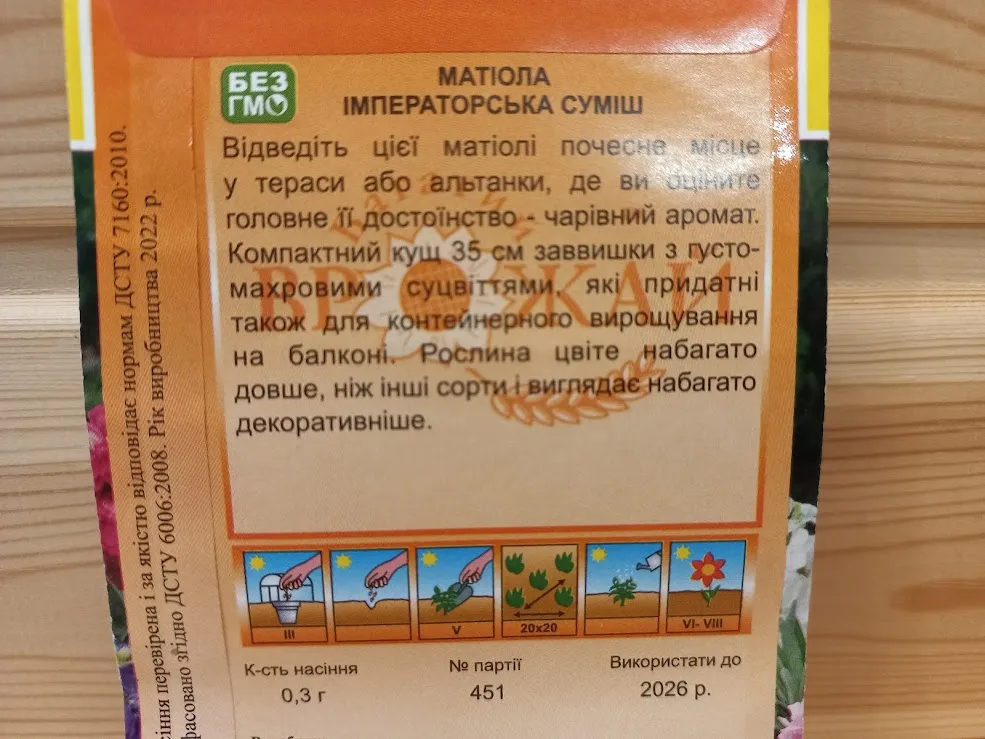 БЕЗ
ГМО
МАТІОЛА
ІМПЕРАТОРСЬКА СУМІШ
Відведіть цієї матіолі почесне місце
у тераси або альтанки, де ви оціните
головне її достоїнство - чарівний аромат.
Компактний кущ 35 см заввишки з густо-
махровими суцвіттями, які придатні
також для контейнерного вирощування
на балконі. Рослина цвіте набагато
довше, ніж інші сорти і виглядає набагато
декоративніше.
БАГАТИЙ
ВРОЖАЙ
III
V
20x20
VI- VIII
К-сть насіння
0,3 г
№ партії
451
Використати до
2026 р.
сіння перевірена і за якістю відповідає нормам ДСТУ 7160:2010.
фасовано згідно ДСТУ 6006:2008. Рік виробництва 2022 р.